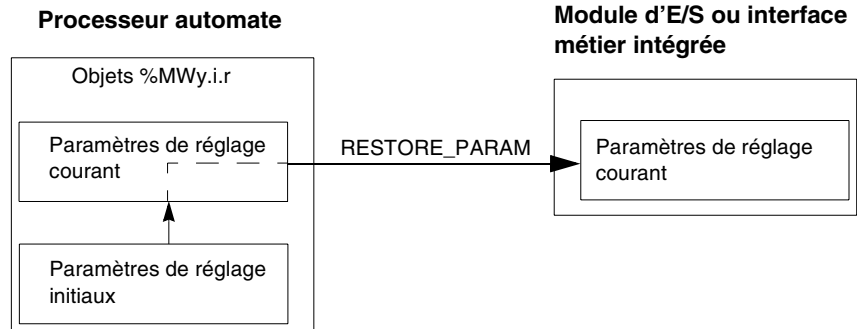 Processeur automate
Module d'E/S ou interface
métier intégrée
Objets %MWy.i.r
Paramètres de réglage
courant
RESTORE_PARAM
Paramètres de réglage
courant
Paramètres de réglage
initiaux